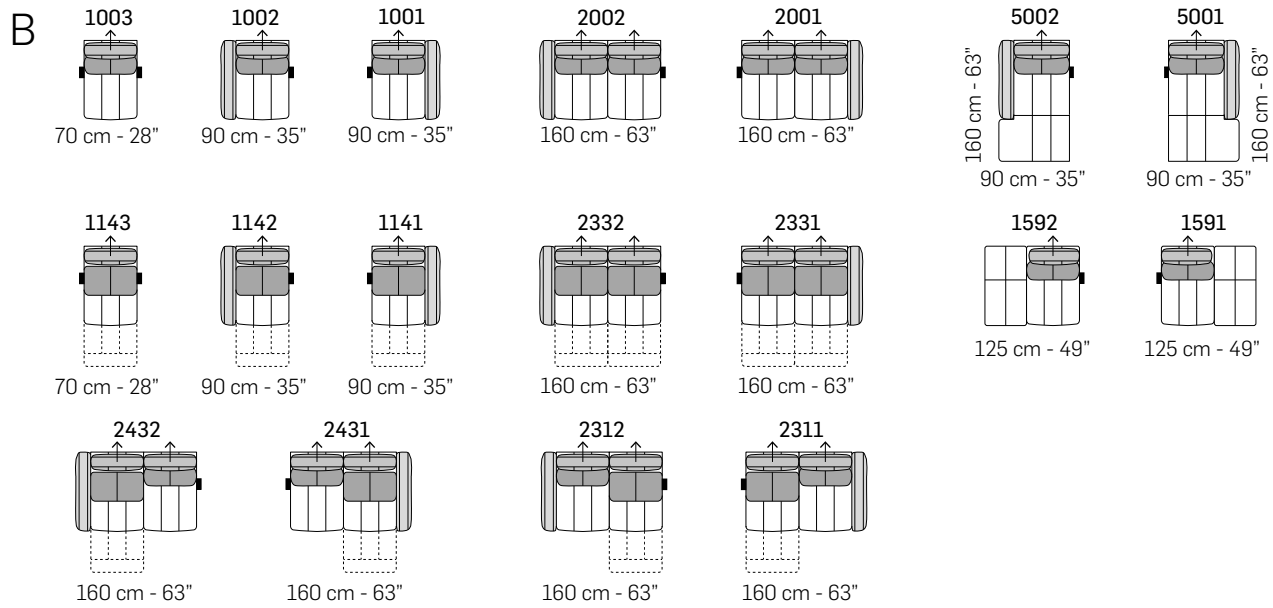 B
1003 1002 1001 2002 2001 5002 5001
160 cm - 63” 160 cm - 63”
70 cm - 28” 90 cm - 35” 90 cm - 35” 160 cm - 63” 160 cm - 63”
90 cm - 35” 90 cm - 35”
1143 1142 1141 2332 2331 1592 1591
125 cm - 49” 125 cm - 49”
70 cm - 28” 90 cm - 35” 90 cm - 35” 160 cm - 63” 160 cm - 63”
2432 2431 2312 2311
160 cm - 63” 160 cm - 63” 160 cm - 63” 160 cm - 63”